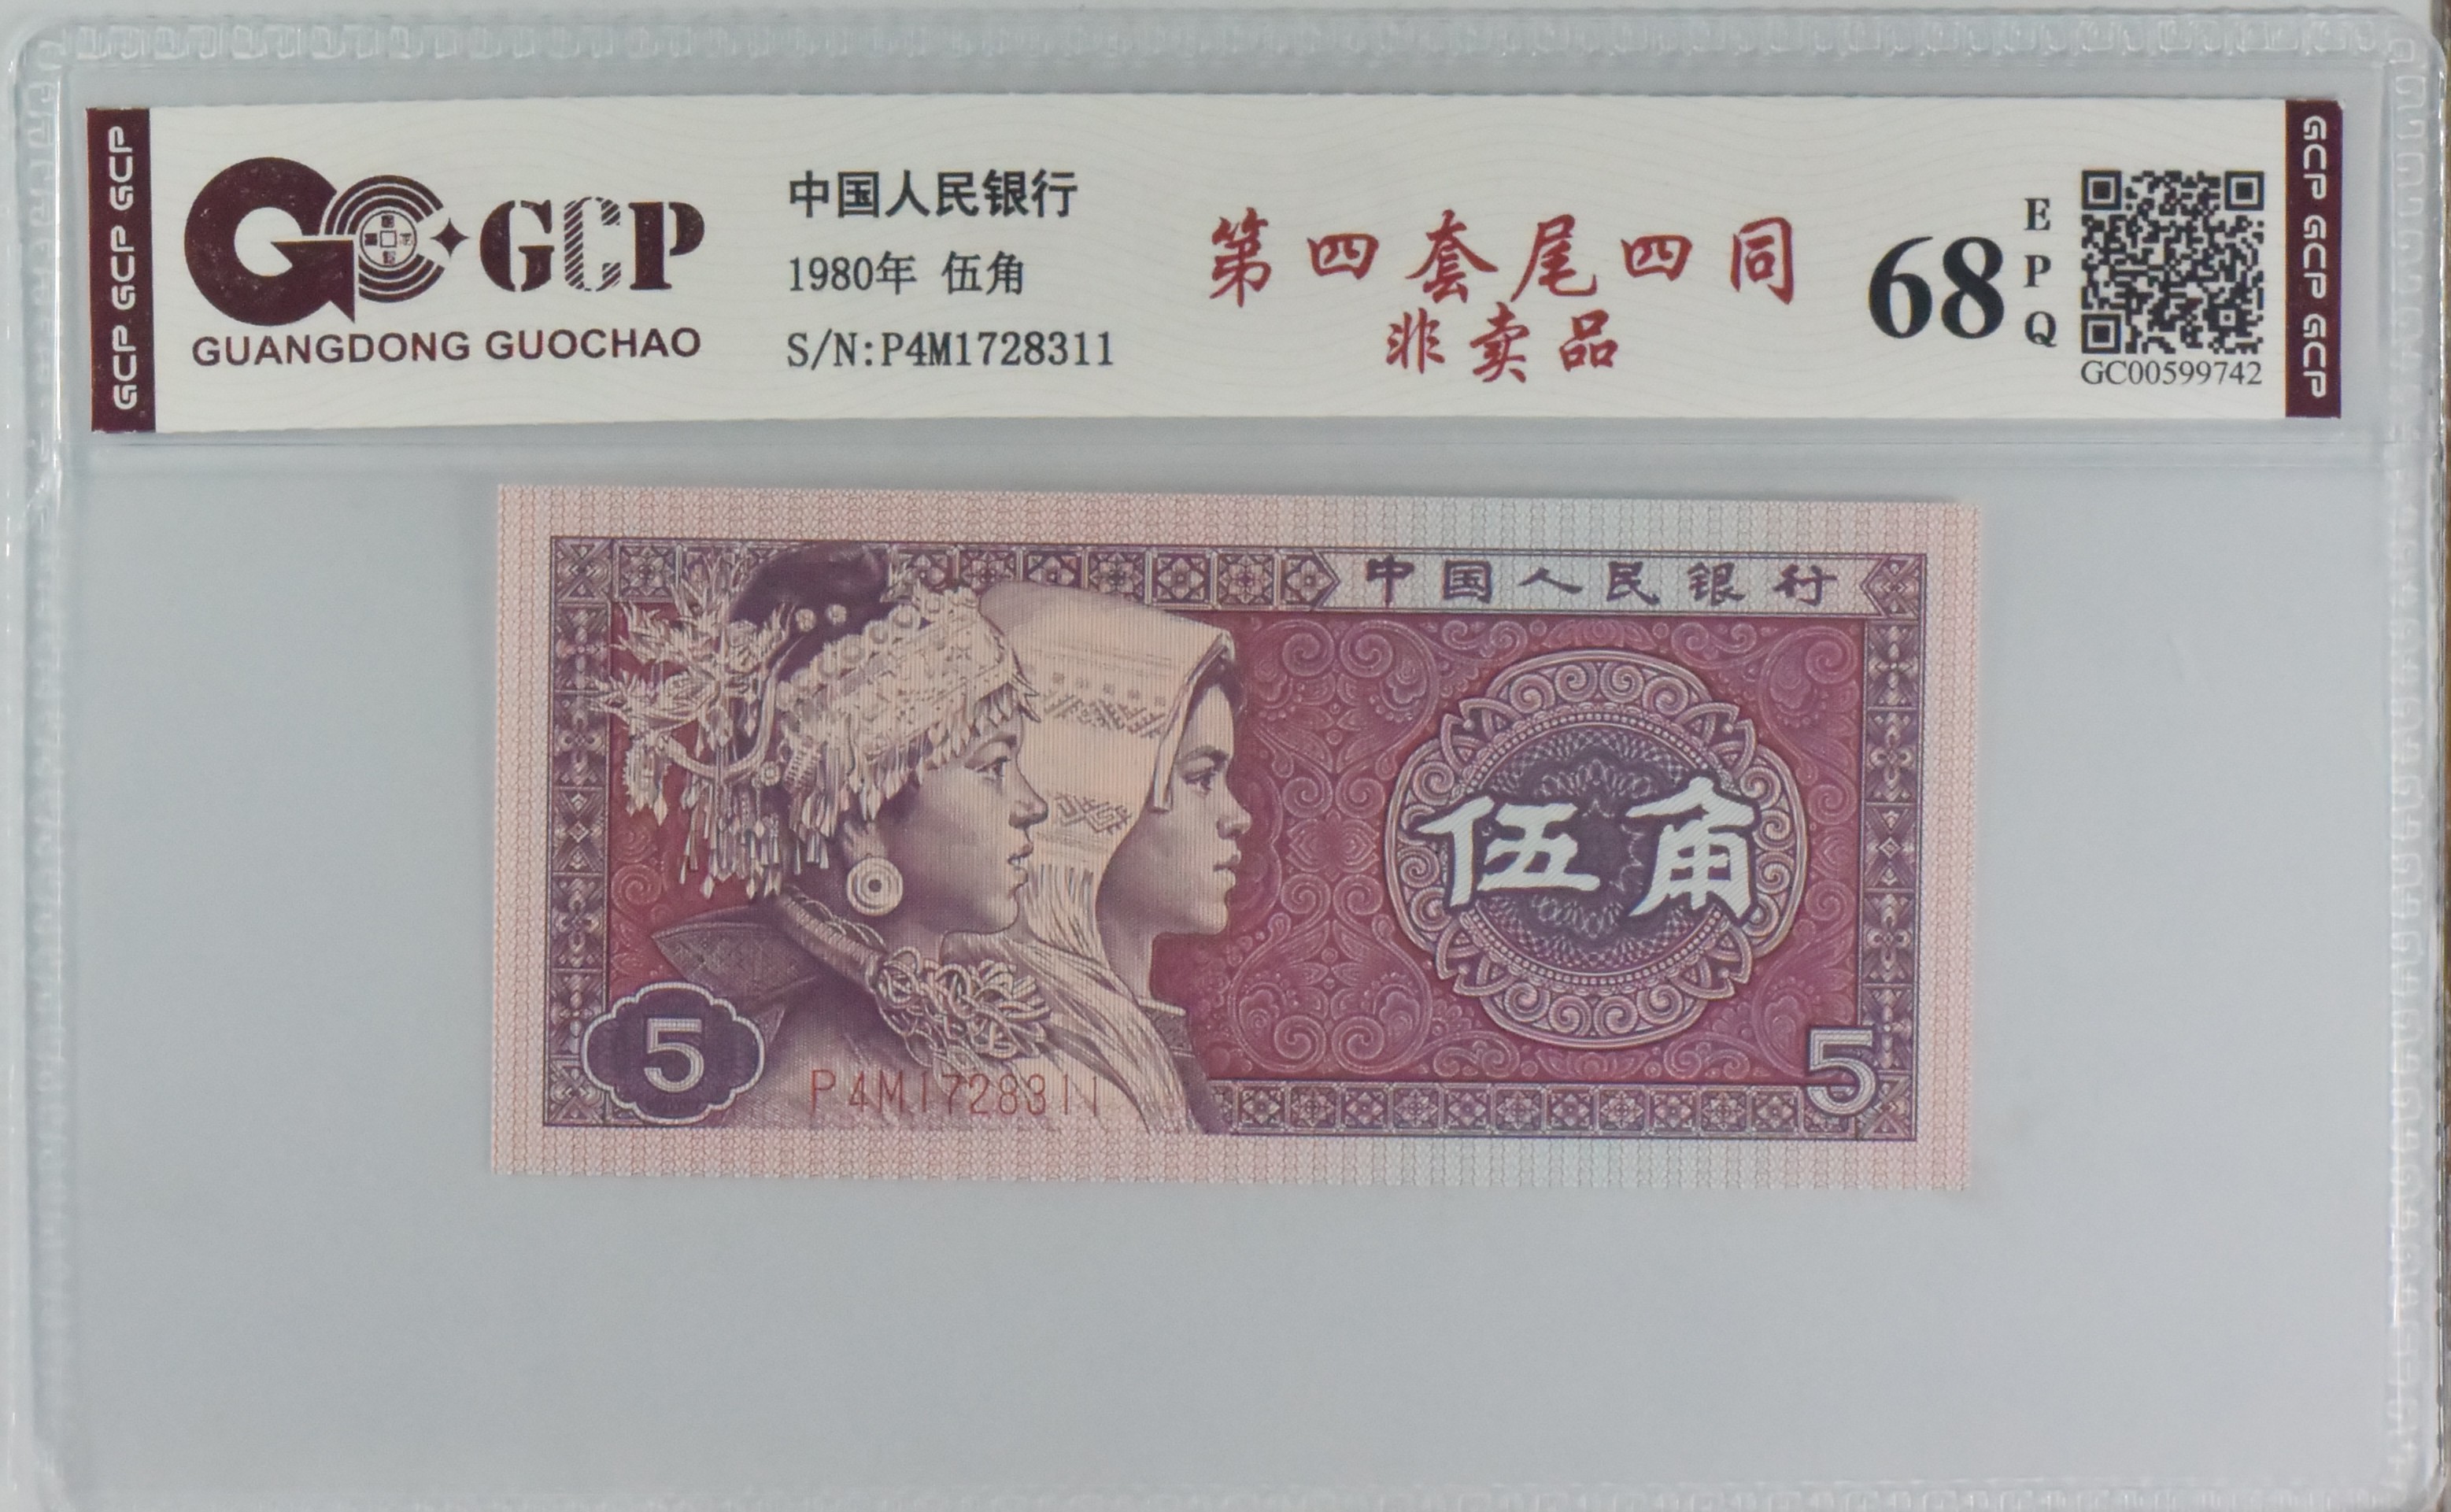 GCP GCP GCP
GCP
GUANGDONG GUOCHAO
中国人民银行
1980年 伍角
S/N:P4M1728311
第四套尾四同
非卖品
68
EPQ
GC00599742
GCP GCP GCP
中国人民银行
伍角
5
P4M1728311
5